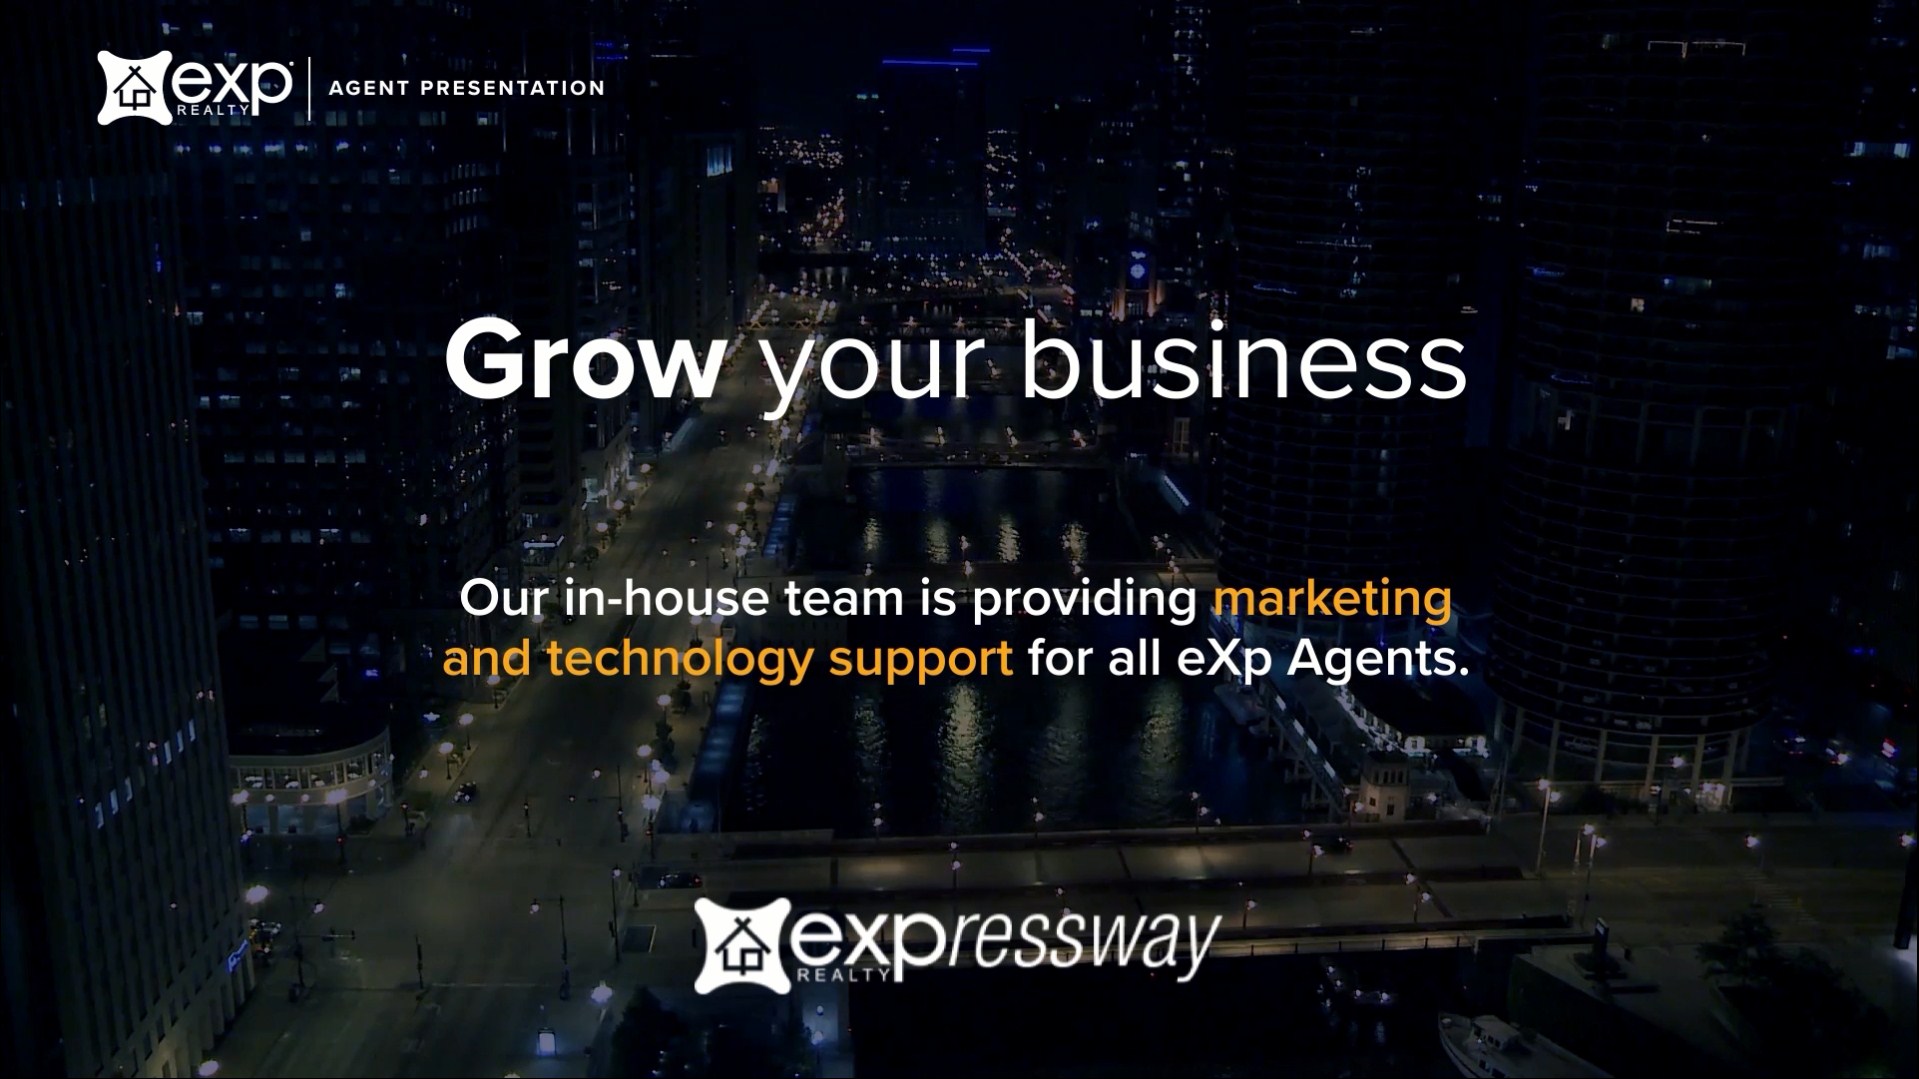 exp REALTY
AGENT PRESENTATION
Grow your business
Our in-house team is providing marketing
and technology support for all eXp Agents.
expressway
REALTY